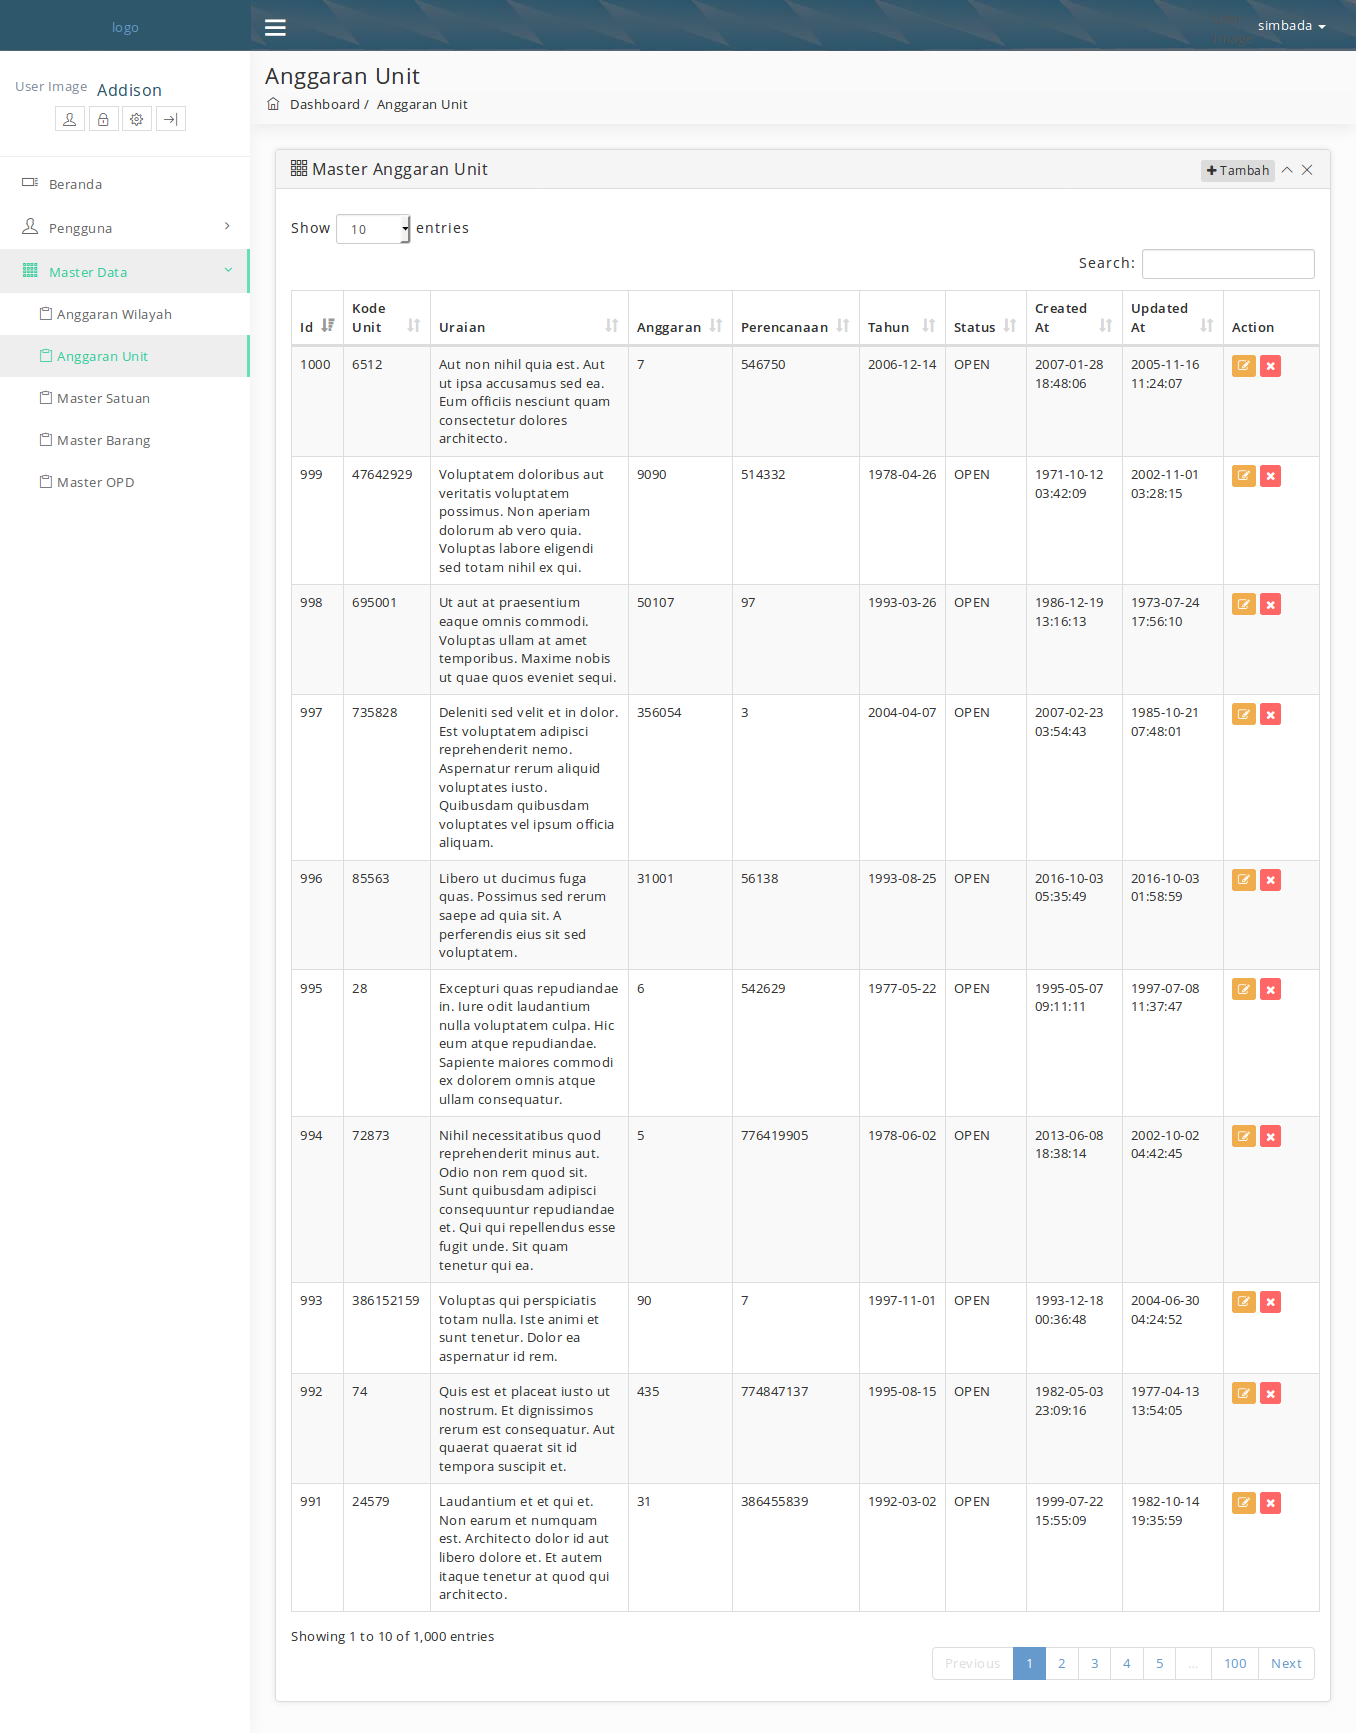 logo
simbada
User Image Addison
Beranda
Pengguna
Master Data
Anggaran Wilayah
Anggaran Unit
Master Satuan
Master Barang
Master OPD
Anggaran Unit
Dashboard / Anggaran Unit
Master Anggaran Unit
Tambah
Show 10 entries
Search:
Id Kode Unit Uraian Anggaran Perencanaan Tahun Status Created At Updated At Action
1000 6512 Aut non nihil quia est. Aut 7 546750 2006-12-14 OPEN 2007-01-28 2005-11-16
ut ipsa accusamus sed ea. 18:48:06 11:24:07
Eum officiis nesciunt quam
consectetur dolores
architecto.
999 47642929 Voluptatem doloribus aut 9090 514332 1978-04-26 OPEN 1971-10-12 2002-11-01
veritatis voluptatem 03:42:09 03:28:15
possimus. Non aperiam
dolorum ab vero quia.
Voluptas labore eligendi
sed totam nihil ex qui.
998 695001 Ut aut at praesentium 50107 97 1993-03-26 OPEN 1986-12-19 1973-07-24
eaque omnis commodi. 13:16:13 17:56:10
Voluptas ullam at amet
temporibus. Maxime nobis
ut quae quos eveniet sequi.
997 735828 Deleniti sed velit et in dolor. 356054 3 2004-04-07 OPEN 2007-02-23 1985-10-21
Est voluptatem adipisci 03:54:43 07:48:01
reprehenderit nemo.
Aspernatur rerum aliquid
voluptates iusto.
Quibusdam quibusdam
voluptates vel ipsum officia
aliquam.
996 85563 Libero ut ducimus fuga 31001 56138 1993-08-25 OPEN 2016-10-03 2016-10-03
quas. Possimus sed rerum 05:35:49 01:58:59
saepe ad quia sit. A
perferendis eius sit sed
voluptatem.
995 28 Excepturi quas repudiandae 6 542629 1977-05-22 OPEN 1995-05-07 1997-07-08
in. Iure odit laudantium 09:11:11 11:37:47
nulla voluptatem culpa. Hic
eum atque repudiandae.
Sapiente maiores commodi
ex dolorem omnis atque
ullam consequatur.
994 72873 Nihil necessitatibus quod 5 776419905 1978-06-02 OPEN 2013-06-08 2002-10-02
reprehenderit minus aut. 18:38:14 04:42:45
Odio non rem quod sit.
Sunt quibusdam adipisci
consequuntur repudiandae
et. Qui qui repellendus esse
fugit unde. Sit quam
tenetur qui ea.
993 386152159 Voluptas qui perspiciatis 90 7 1997-11-01 OPEN 1993-12-18 2004-06-30
totam nulla. Iste animi et 00:36:48 04:24:52
sunt tenetur. Dolor ea
aspernatur id rem.
992 74 Quis est et placeat iusto ut 435 774847137 1995-08-15 OPEN 1982-05-03 1977-04-13
nostrum. Et dignissimos 23:09:16 13:54:05
rerum est consequatur. Aut
quaerat quaerat sit id
tempora suscipit et.
991 24579 Laudantium et et qui et. 31 386455839 1992-03-02 OPEN 1999-07-22 1982-10-14
Non earum et numquam 15:55:09 19:35:59
est. Architecto dolor id aut
libero dolore et. Et autem
itaque tenetur at quod qui
architecto.
Showing 1 to 10 of 1,000 entries
Previous 1 2 3 4 5 ... 100 Next